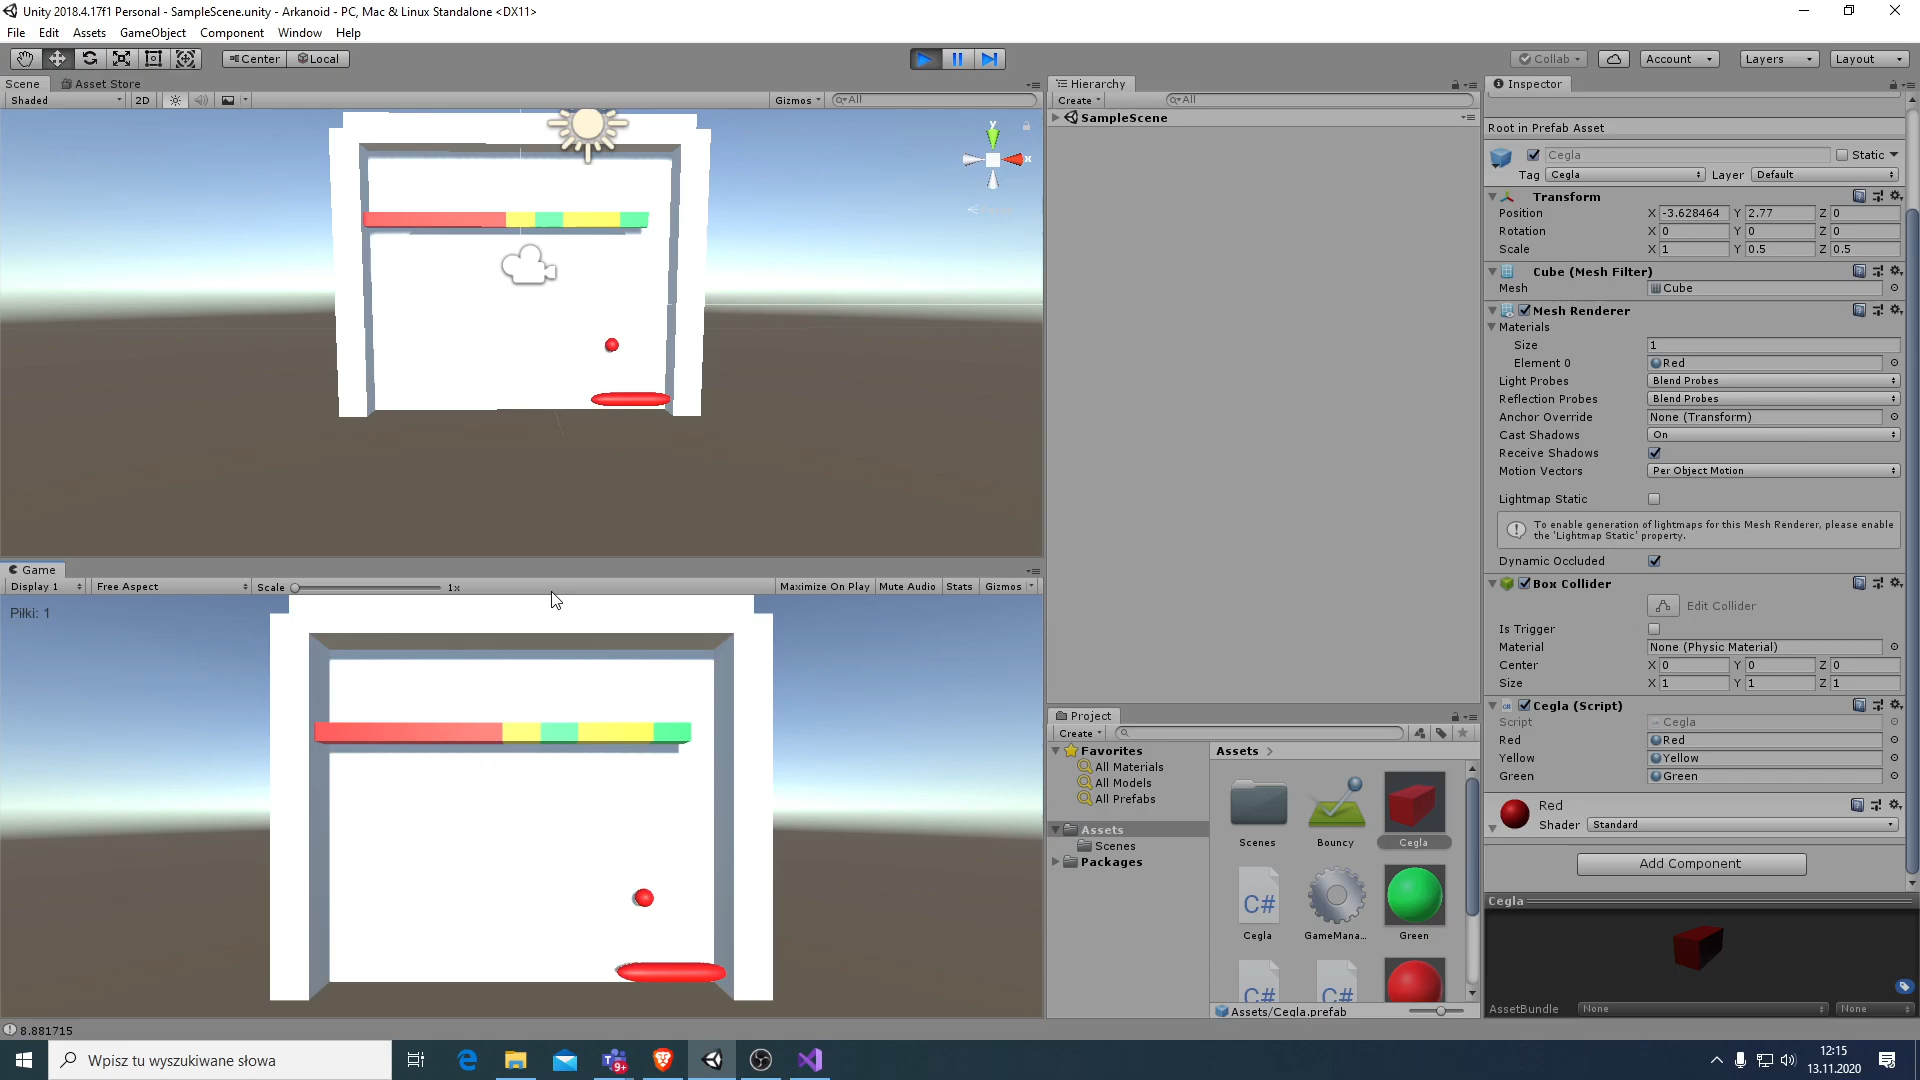 Unity 2018.4.17f1 Personal - SampleScene.unity - Arkanoid - PC, Mac & Linux Standalone <DX11>
File Edit Assets GameObject Component Window Help
Center Local
Collab Account Layers Layout
Scene Asset Store
Shaded 2D Gizmos All
y
x
Game
Display 1 Free Aspect Scale 1x Maximize On Play Mute Audio Stats Gizmos
Piłki: 1
8.881715
Hierarchy
Create All
SampleScene
Project
Create
Favorites
All Materials
All Models
All Prefabs
Assets
Scenes
Packages
Assets
Scenes Bouncy Cegla
C#
Cegla GameMana... Green
C# C#
Assets/Cegla.prefab
Inspector
Root in Prefab Asset
Cegla Static
Tag Cegla Layer Default
Transform
Position X -3.628464 Y 2.77 Z 0
Rotation X 0 Y 0 Z 0
Scale X 1 Y 0.5 Z 0.5
Cube (Mesh Filter)
Mesh Cube
Mesh Renderer
Materials
Size 1
Element 0 Red
Light Probes Blend Probes
Reflection Probes Blend Probes
Anchor Override None (Transform)
Cast Shadows On
Receive Shadows
Motion Vectors Per Object Motion
Lightmap Static
To enable generation of lightmaps for this Mesh Renderer, please enable
the 'Lightmap Static' property.
Dynamic Occluded
Box Collider
Edit Collider
Is Trigger
Material None (Physic Material)
Center X 0 Y 0 Z 0
Size X 1 Y 1 Z 1
Cegla (Script)
Script Cegla
Red Red
Yellow Yellow
Green Green
Red
Shader Standard
Add Component
Cegla
AssetBundle None None
Wpisz tu wyszukiwane słowa
9+
12:15
13.11.2020